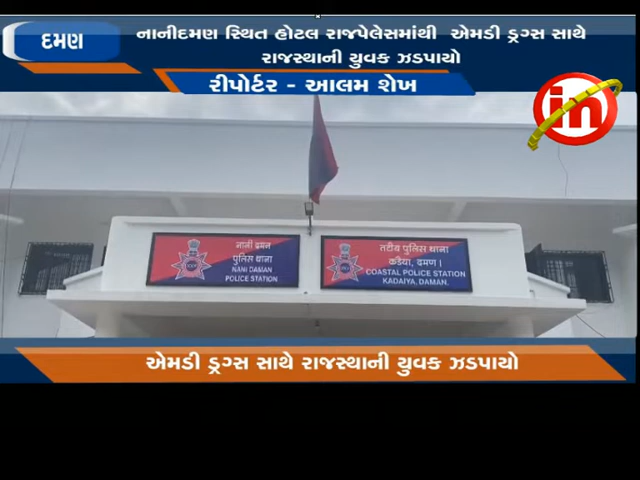 દમણ
નાનીદમણ સ્થિત હોટલ રાજપેલેસમાંથી એમડી ડ્રગ્સ સાથે
રાજસ્થાની યુવક ઝડપાયો
રીપોર્ટર - આલમ શેખ
in
नानी दमन
पुलिस थाना
NANI DAMAN
POLICE STATION
तटीय पुलिस थाना
कडैया, दमण।
COASTAL POLICE STATION
KADAIYA, DAMAN.
એમડી ડ્રગ્સ સાથે રાજસ્થાની યુવક ઝડપાયો